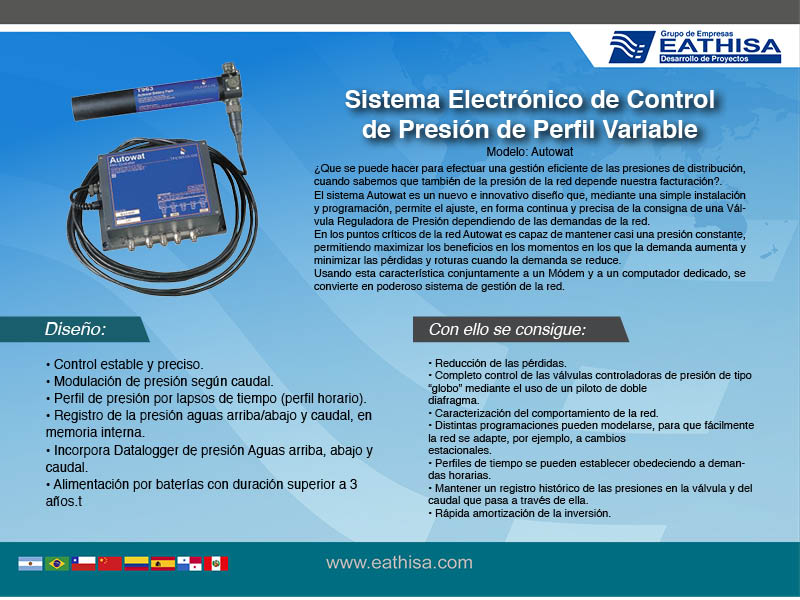 Grupo de Empresas
EATHISA
Desarrollo de Proyectos
1963
Autowat Battery Pack
Autowat
Sistema Electrónico de Control
de Presión de Perfil Variable
Modelo: Autowat
¿Que se puede hacer para efectuar una gestión eficiente de las presiones de distribución,
cuando sabemos que también de la presión de la red depende nuestra facturación?.
El sistema Autowat es un nuevo e innovativo diseño que, mediante una simple instalación
y programación, permite el ajuste, en forma continua y precisa de la consigna de una Vál-
vula Reguladora de Presión dependiendo de las demandas de la red.
En los puntos críticos de la red Autowat es capaz de mantener casi una presión constante,
permitiendo maximizar los beneficios en los momentos en los que la demanda aumenta y
minimizar las pérdidas y roturas cuando la demanda se reduce.
Usando esta característica conjuntamente a un Módem y a un computador dedicado, se
convierte en poderoso sistema de gestión de la red.
Diseño:
• Control estable y preciso.
• Modulación de presión según caudal.
• Perfil de presión por lapsos de tiempo (perfil horario).
• Registro de la presión aguas arriba/abajo y caudal, en
memoria interna.
• Incorpora Datalogger de presión Aguas arriba, abajo y
caudal.
• Alimentación por baterías con duración superior a 3
años.t
Con ello se consigue:
• Reducción de las pérdidas.
• Completo control de las válvulas controladoras de presión de tipo
“globo” mediante el uso de un piloto de doble
diafragma.
• Caracterización del comportamiento de la red.
• Distintas programaciones pueden modelarse, para que fácilmente
la red se adapte, por ejemplo, a cambios
estacionales.
• Perfiles de tiempo se pueden establecer obedeciendo a deman-
das horarias.
• Mantener un registro histórico de las presiones en la válvula y del
caudal que pasa a través de ella.
• Rápida amortización de la inversión.
www.eathisa.com